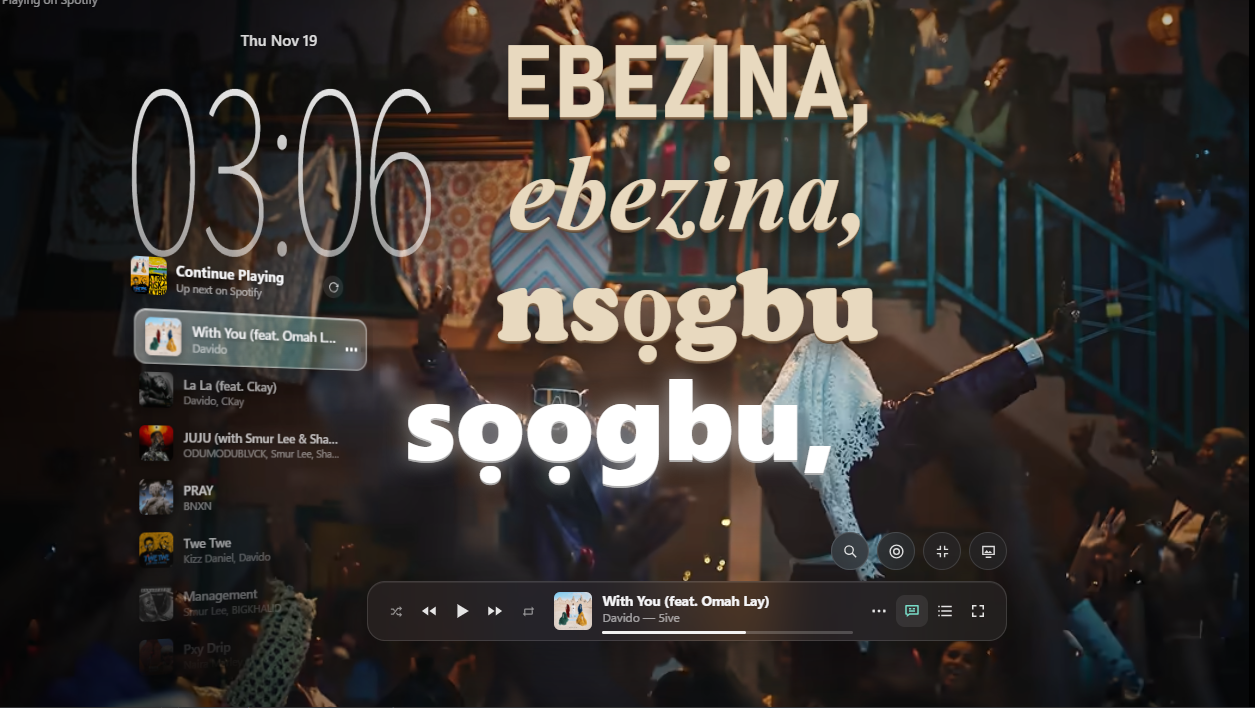 Playing on Spotify
Thu Nov 19
03:06
EBEZINA,
ebezina,
nsọgbu
sọọgbu,
Continue Playing
Up next on Spotify
With You (feat. Omah L...
Davido
La La (feat. Ckay)
Davido, CKay
JUJU (with Smur Lee & Sha...
ODUMODUBLVCK, Smur Lee, Sha...
PRAY
BNXN
Twe Twe
Kizz Daniel, Davido
Management
Smur Lee, BIGKHALID
Pxy Drip
With You (feat. Omah Lay)
Davido — 5ive